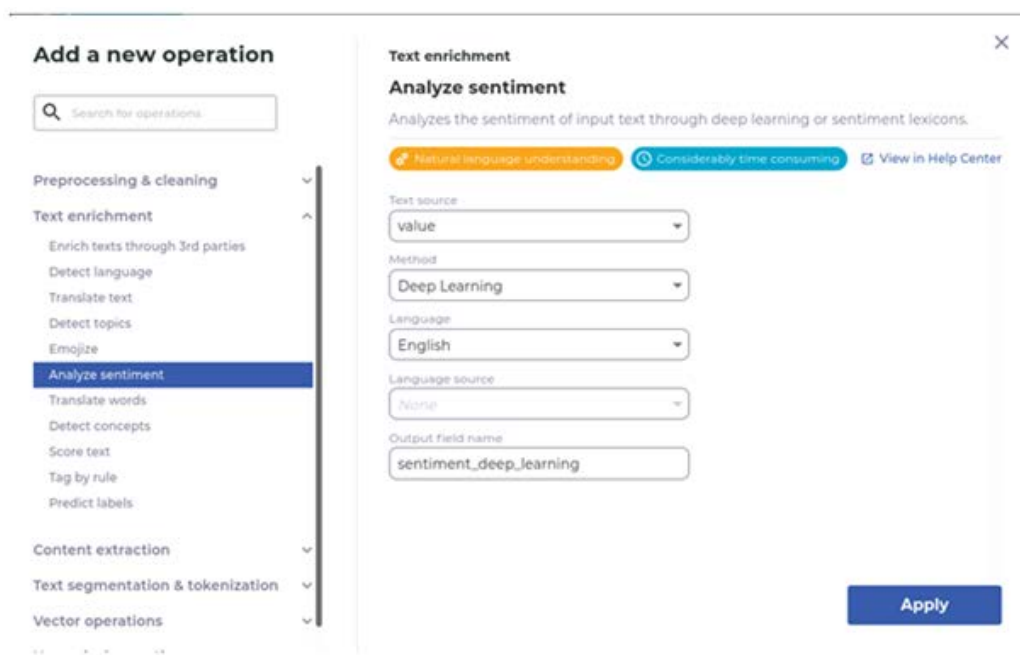 Add a new operation
Search for operations
Preprocessing & cleaning
Text enrichment
Enrich texts through 3rd parties
Detect language
Translate text
Detect topics
Emojize
Analyze sentiment
Translate words
Detect concepts
Score text
Tag by rule
Predict labels
Content extraction
Text segmentation & tokenization
Vector operations
Text enrichment
Analyze sentiment
Analyzes the sentiment of input text through deep learning or sentiment lexicons.
Natural language understanding Considerably time consuming View in Help Center
Text source
value
Method
Deep Learning
Language
English
Language source
None
Output field name
sentiment_deep_learning
Apply